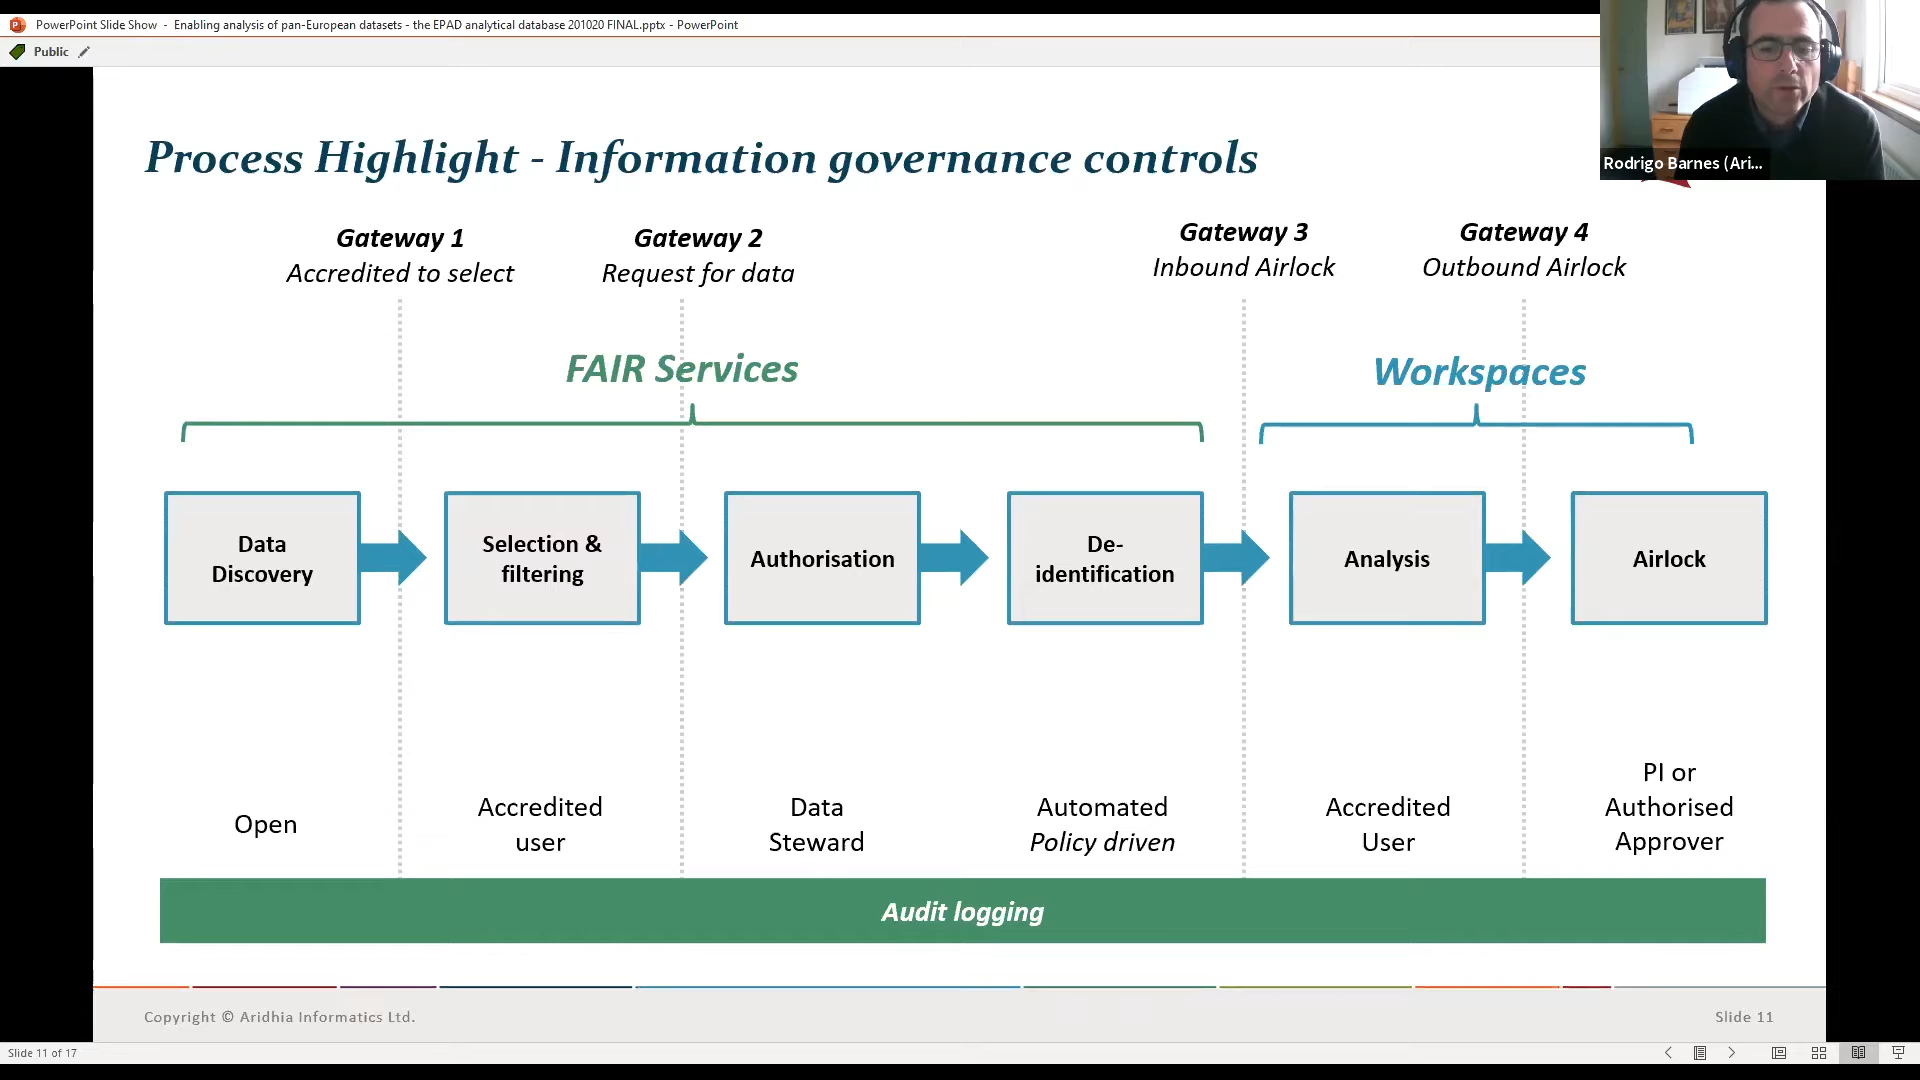 PowerPoint Slide Show - Enabling analysis of pan-European datasets - the EPAD analytical database 201020 FINAL.pptx - PowerPoint
Public
Rodrigo Barnes (Ari...
Process Highlight - Information governance controls
Gateway 1
Accredited to select
Gateway 2
Request for data
Gateway 3
Inbound Airlock
Gateway 4
Outbound Airlock
FAIR Services
Workspaces
Data
Discovery
Selection &
filtering
Authorisation
De-
identification
Analysis
Airlock
Open
Accredited
user
Data
Steward
Automated
Policy driven
Accredited
User
PI or
Authorised
Approver
Audit logging
Copyright © Aridhia Informatics Ltd.
Slide 11
Slide 11 of 17